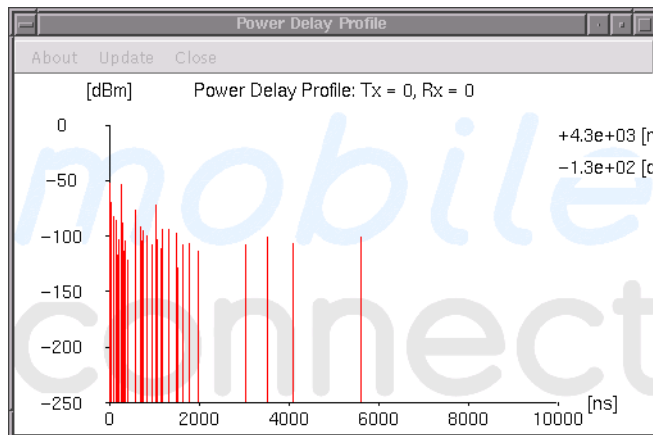 Power Delay Profile
About Update Close
[dBm] Power Delay Profile: Tx = 0, Rx = 0
0
+4.3e+03 [n
−1.3e+02 [d
−50
−100
−150
−200
−250
0 2000 4000 6000 8000 10000 [ns]
mobile
connect